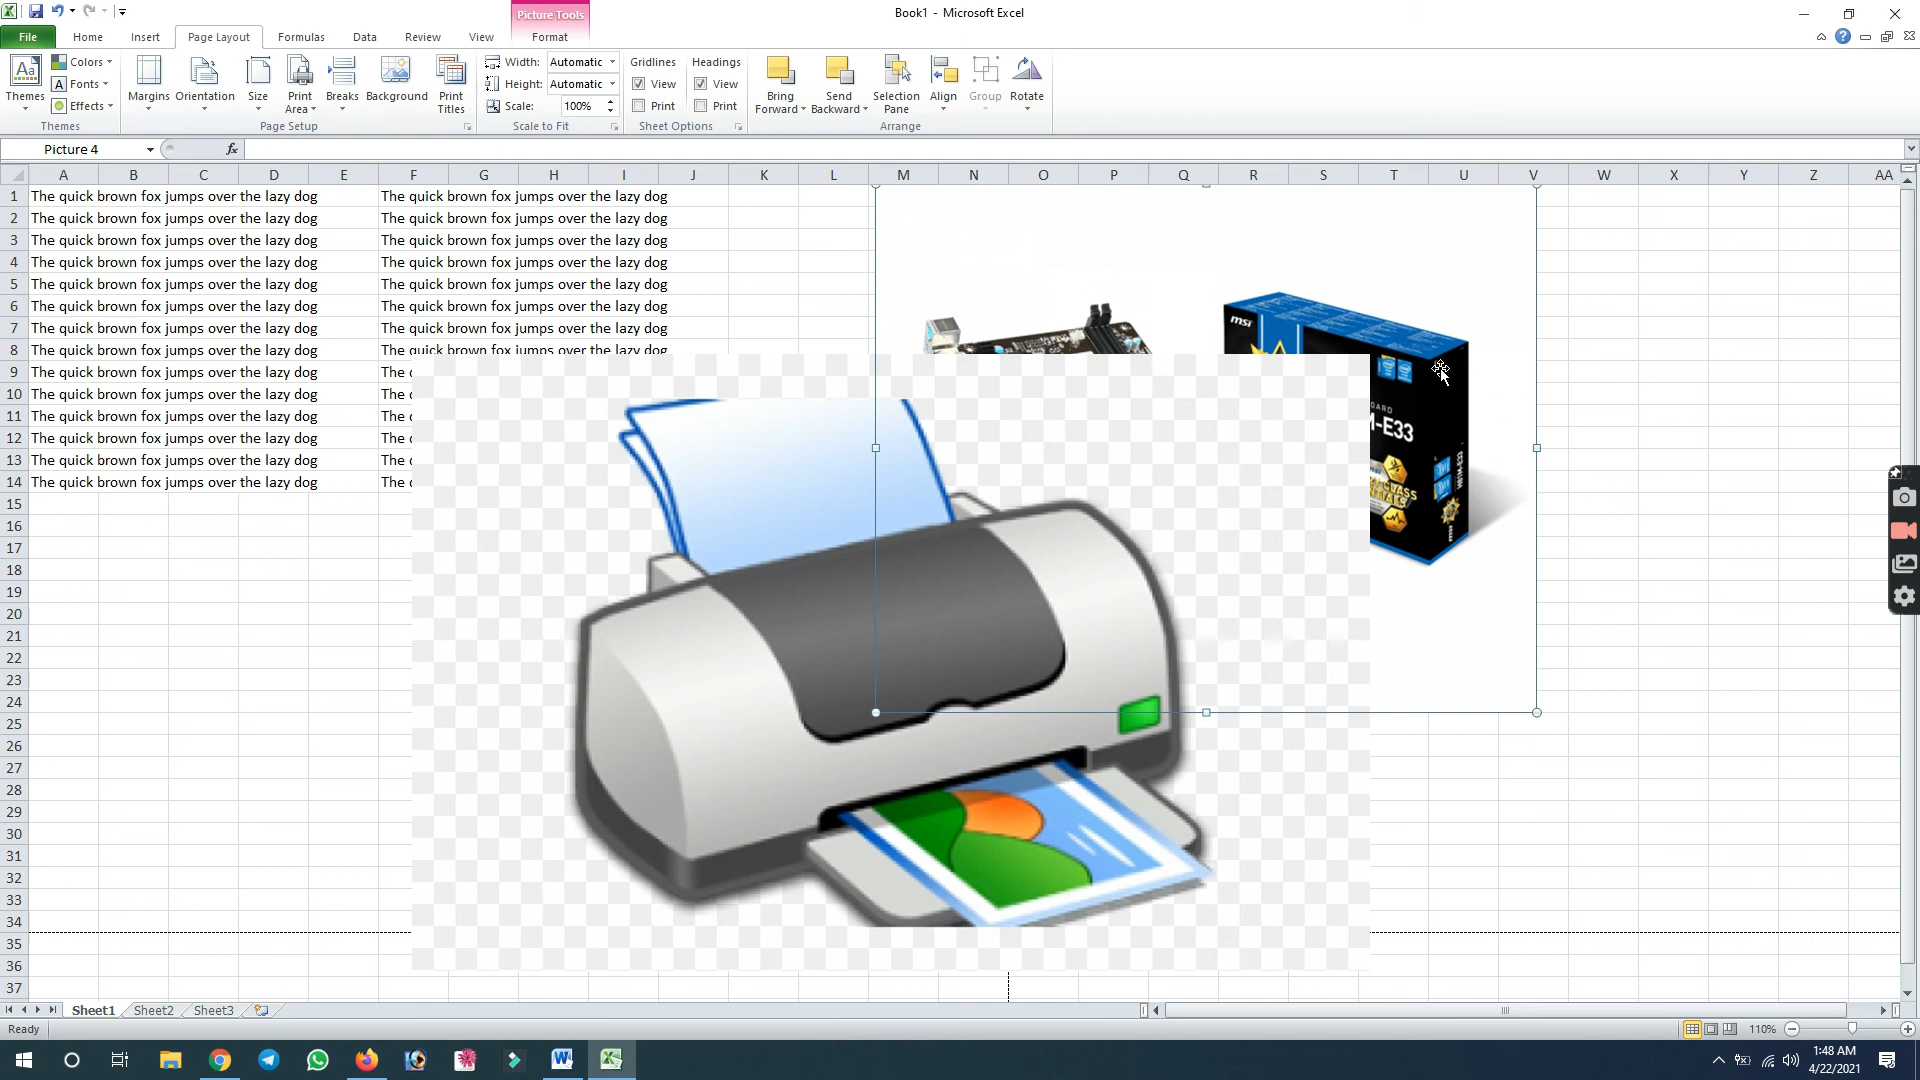 Picture Tools
Book1 - Microsoft Excel
File Home Insert Page Layout Formulas Data Review View Format
Themes
Colors
Fonts
Effects
Themes
Margins Orientation Size Print Area Breaks Background Print Titles
Page Setup
Width: Automatic
Height: Automatic
Scale: 100%
Scale to Fit
Gridlines Headings
View View
Print Print
Sheet Options
Bring Forward Send Backward Selection Pane Align Group Rotate
Arrange
Picture 4 fx
A B C D E F G H I J K L M N O P Q R S T U V W X Y Z AA
1 The quick brown fox jumps over the lazy dog The quick brown fox jumps over the lazy dog
2 The quick brown fox jumps over the lazy dog The quick brown fox jumps over the lazy dog
3 The quick brown fox jumps over the lazy dog The quick brown fox jumps over the lazy dog
4 The quick brown fox jumps over the lazy dog The quick brown fox jumps over the lazy dog
5 The quick brown fox jumps over the lazy dog The quick brown fox jumps over the lazy dog
6 The quick brown fox jumps over the lazy dog The quick brown fox jumps over the lazy dog
7 The quick brown fox jumps over the lazy dog The quick brown fox jumps over the lazy dog
8 The quick brown fox jumps over the lazy dog The quick brown fox jumps over the lazy dog
9 The quick brown fox jumps over the lazy dog The
10 The quick brown fox jumps over the lazy dog The
11 The quick brown fox jumps over the lazy dog The
12 The quick brown fox jumps over the lazy dog The
13 The quick brown fox jumps over the lazy dog The
14 The quick brown fox jumps over the lazy dog The
15
16
17
18
19
20
21
22
23
24
25
26
27
28
29
30
31
32
33
34
35
36
37
msi
-E33
H81M-E33
msi
Sheet1 Sheet2 Sheet3
Ready 110%
1:48 AM
4/22/2021